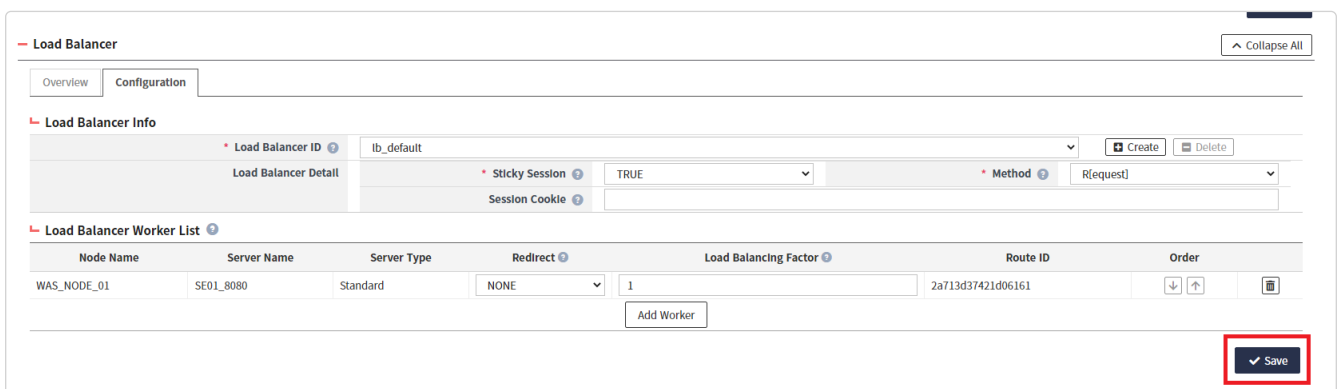 Load Balancer
Collapse All
Overview Configuration
Load Balancer Info
* Load Balancer ID ? lb_default Create Delete
Load Balancer Detail * Sticky Session ? TRUE * Method ? R[equest]
Session Cookie ?
Load Balancer Worker List ?
Node Name Server Name Server Type Redirect ? Load Balancing Factor ? Route ID Order
WAS_NODE_01 SE01_8080 Standard NONE 1 2a713d37421d06161
Add Worker
Save